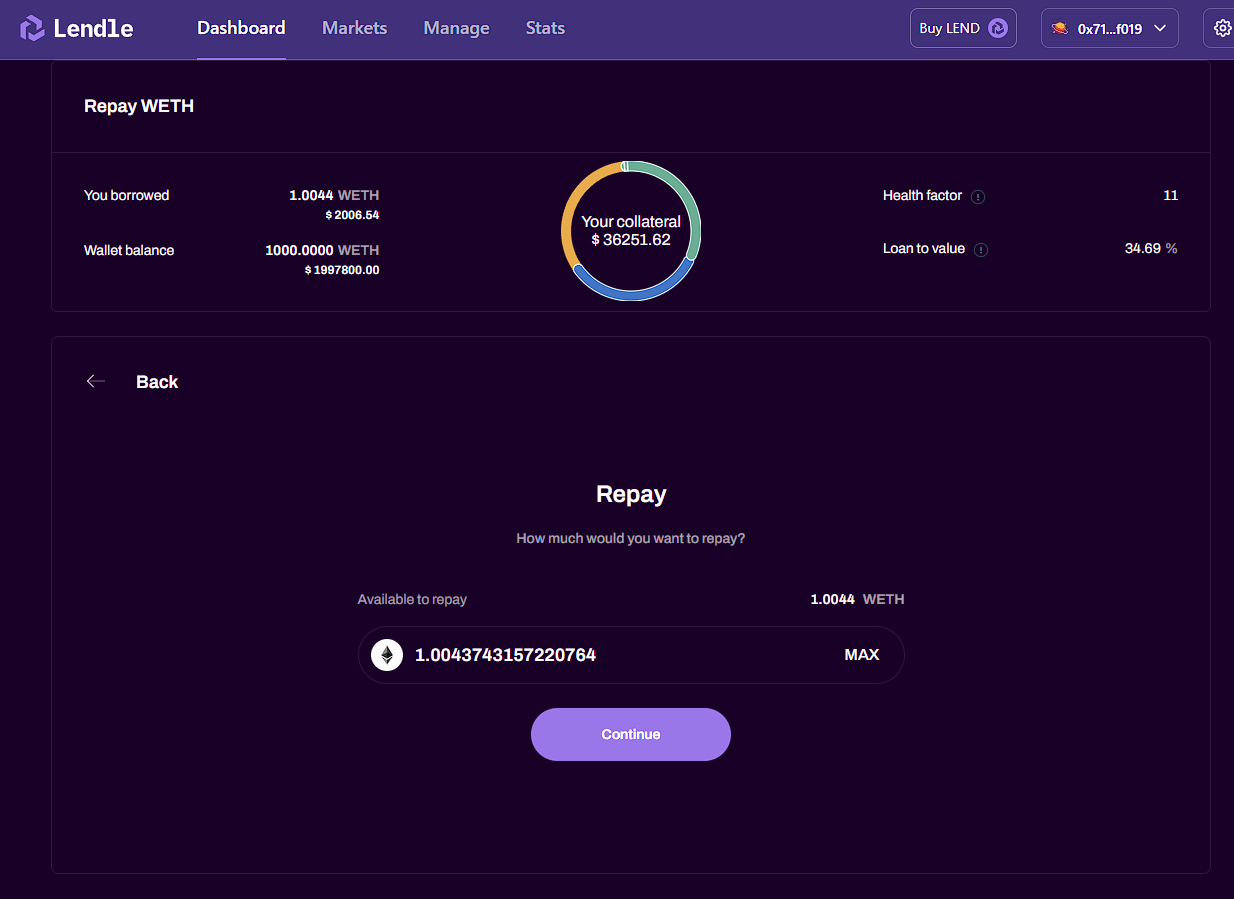 Lendle Dashboard Markets Manage Stats Buy LEND 0x71...f019
Repay WETH
You borrowed 1.0044 WETH
$ 2006.54
Wallet balance 1000.0000 WETH
$ 1997800.00
Your collateral
$ 36251.62
Health factor 11
Loan to value 34.69 %
Back
Repay
How much would you want to repay?
Available to repay 1.0044 WETH
1.0043743157220764 MAX
Continue